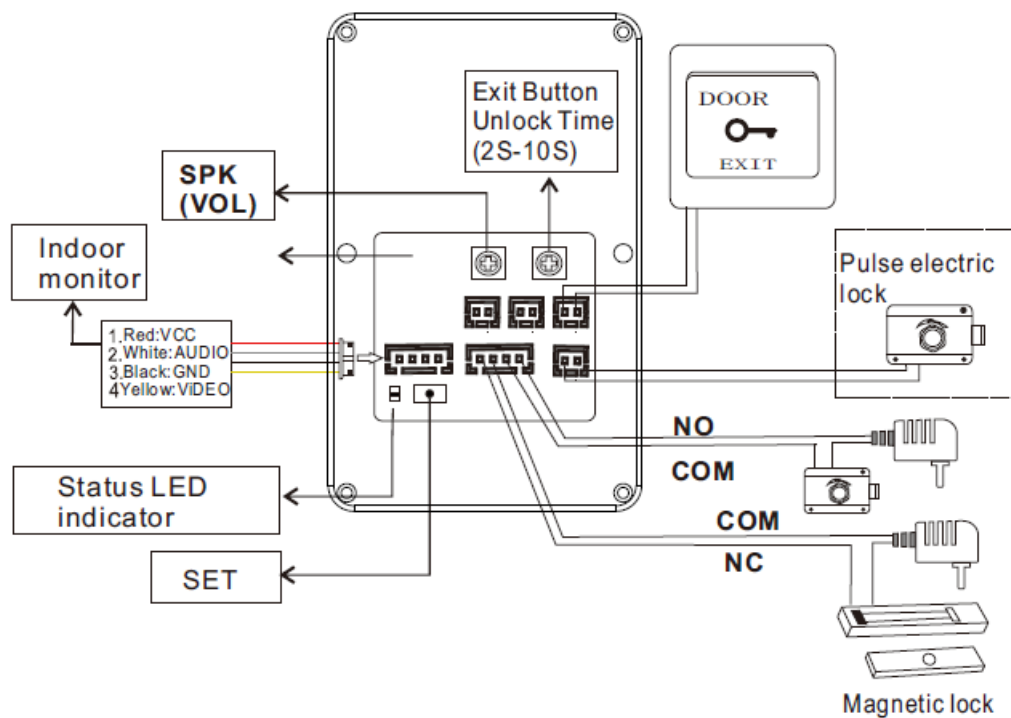 Exit Button
Unlock Time
(2S-10S)
DOOR
EXIT
SPK
(VOL)
Indoor
monitor
Pulse electric
lock
1.Red:VCC
2.White:AUDIO
3.Black:GND
4Yellow:ViDEO
NO
COM
Status LED
indicator
COM
NC
SET
Magnetic lock